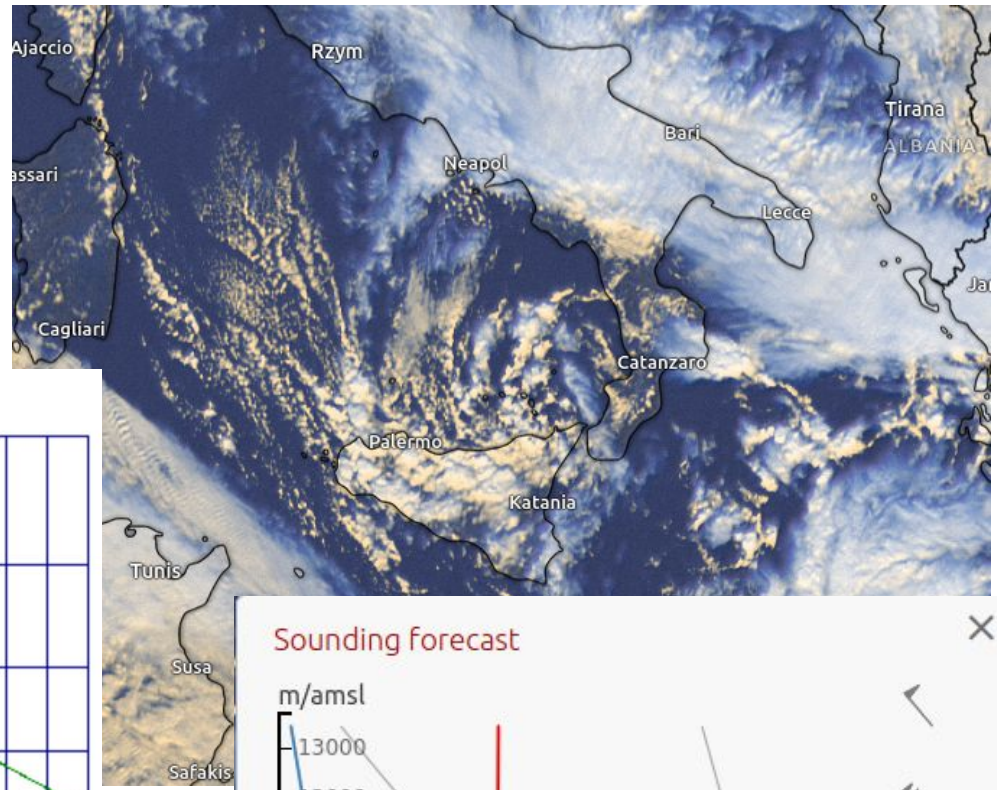 Ajaccio
Rzym
Tirana
ALBANIA
Bari
Neapol
assari
Lecce
Cagliari
Catanzaro
Palermo
Katania
Tunis
Susa
Safakis
Sounding forecast
m/amsl
13000